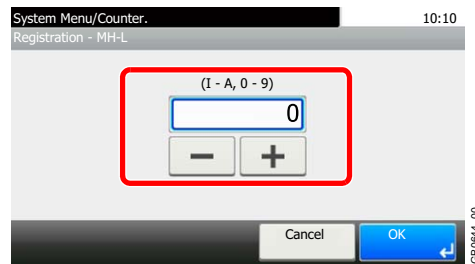 System Menu/Counter. 10:10
Registration - MH-L
(I - A, 0 - 9)
0
Cancel OK